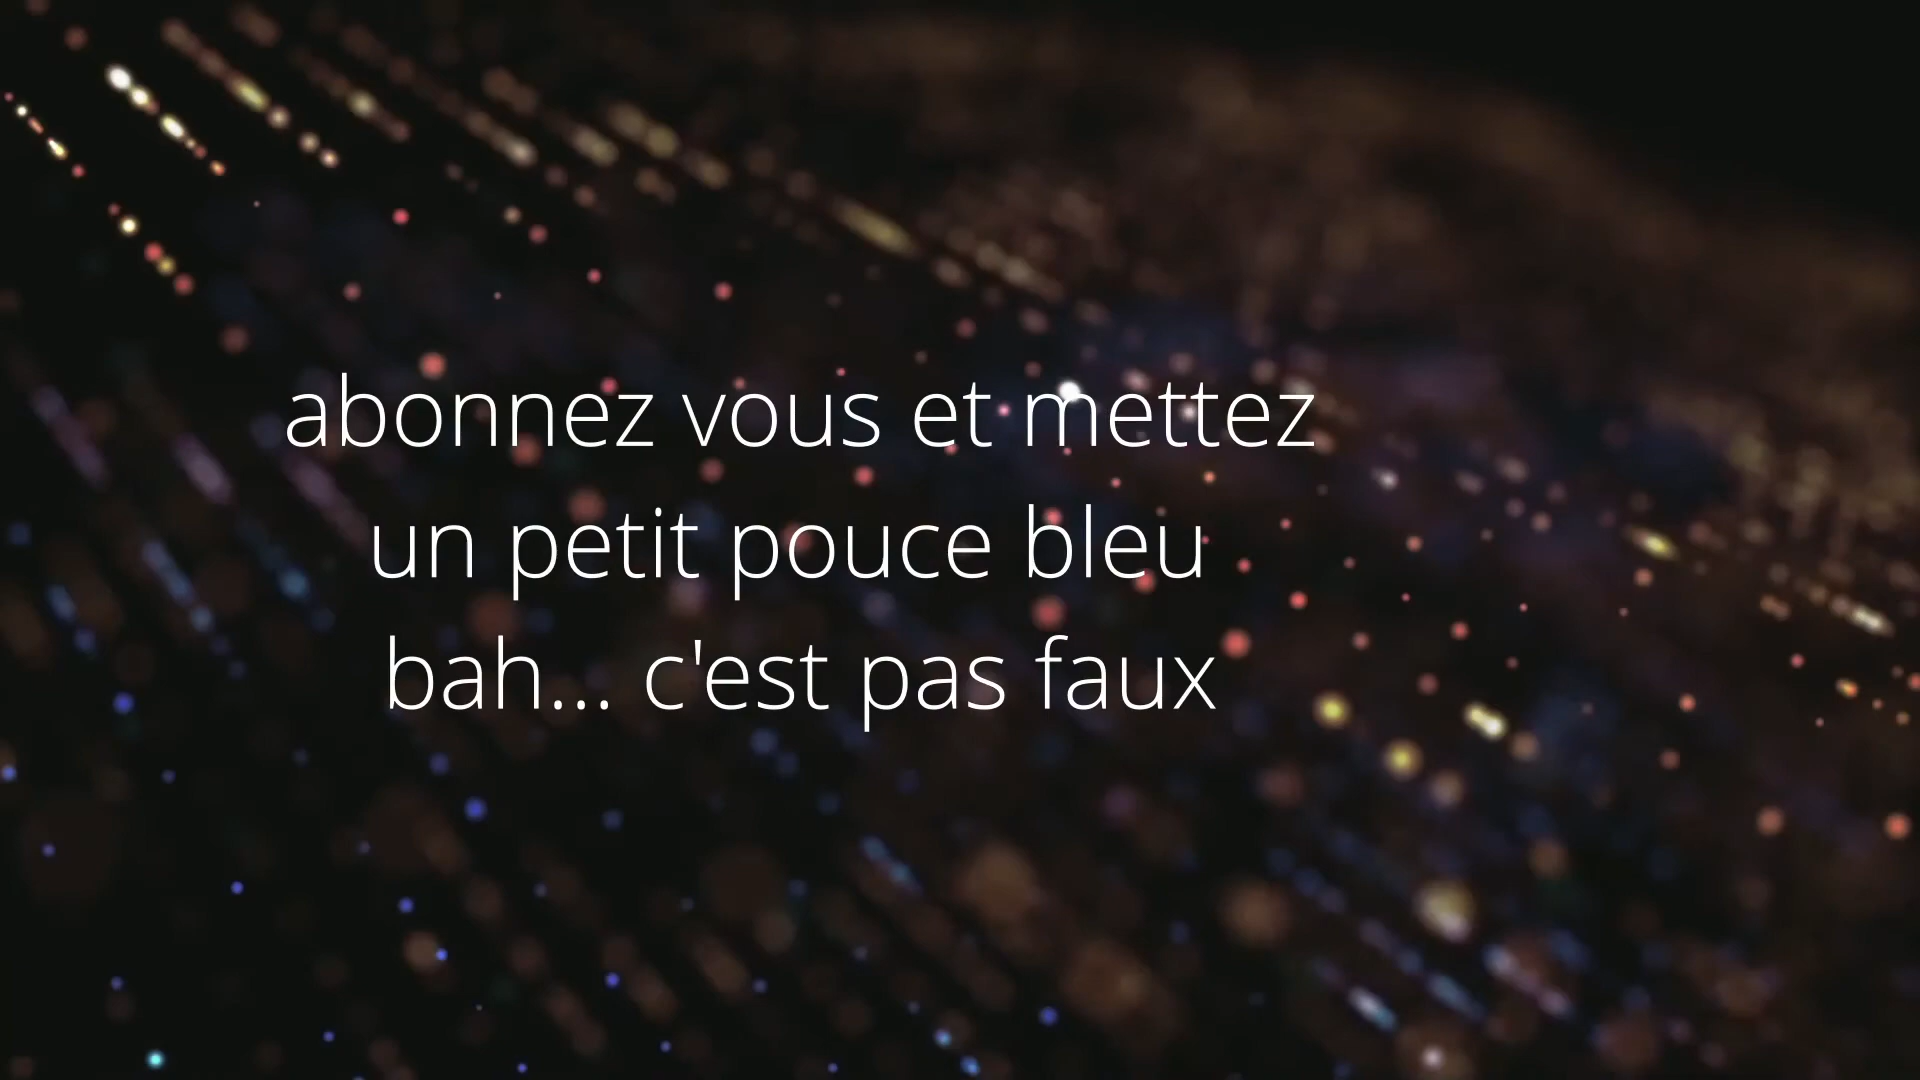 abonnez vous et mettez
un petit pouce bleu
bah... c'est pas faux